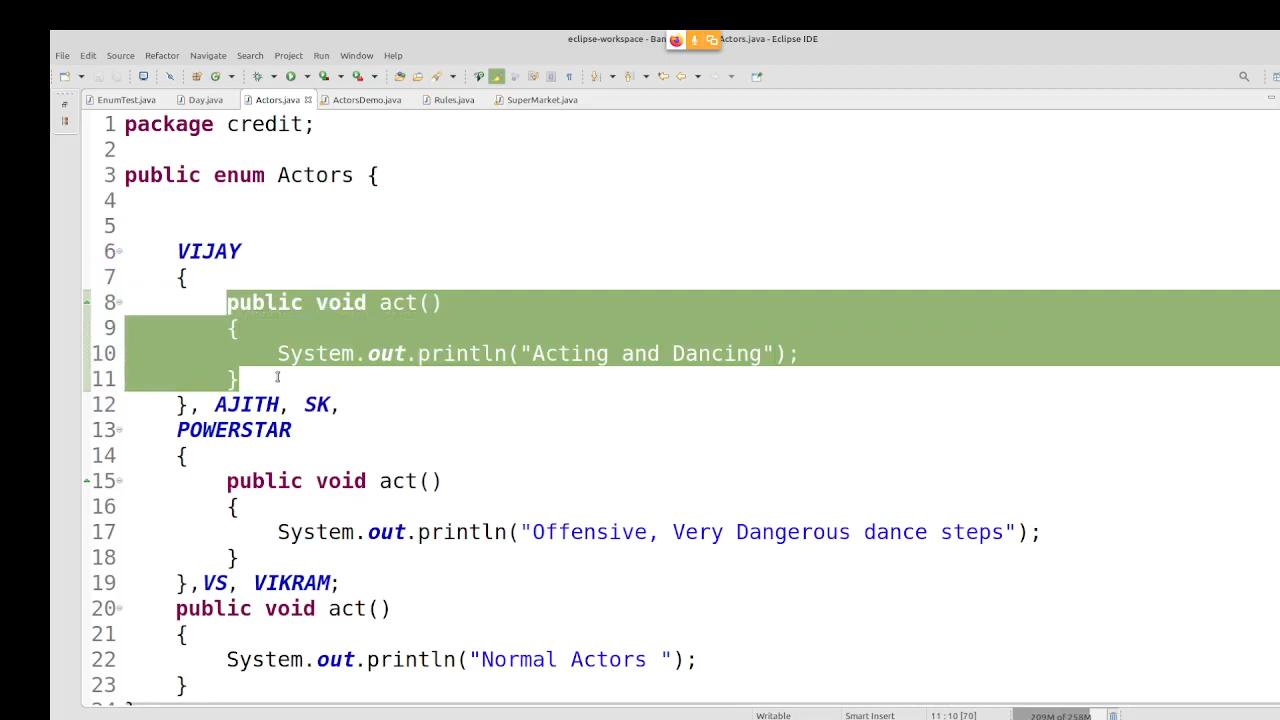 eclipse-workspace - Ban Actors.java - Eclipse IDE
File Edit Source Refactor Navigate Search Project Run Window Help
EnumTest.java Day.java Actors.java ActorsDemo.java Rules.java SuperMarket.java
1 package credit;
2
3 public enum Actors {
4
5
6 VIJAY
7 {
8 public void act()
9 {
10 System.out.println("Acting and Dancing");
11 }
12 }, AJITH, SK,
13 POWERSTAR
14 {
15 public void act()
16 {
17 System.out.println("Offensive, Very Dangerous dance steps");
18 }
19 },VS, VIKRAM;
20 public void act()
21 {
22 System.out.println("Normal Actors ");
23 }
Writable Smart Insert 11 : 10 [70] 209M of 258M